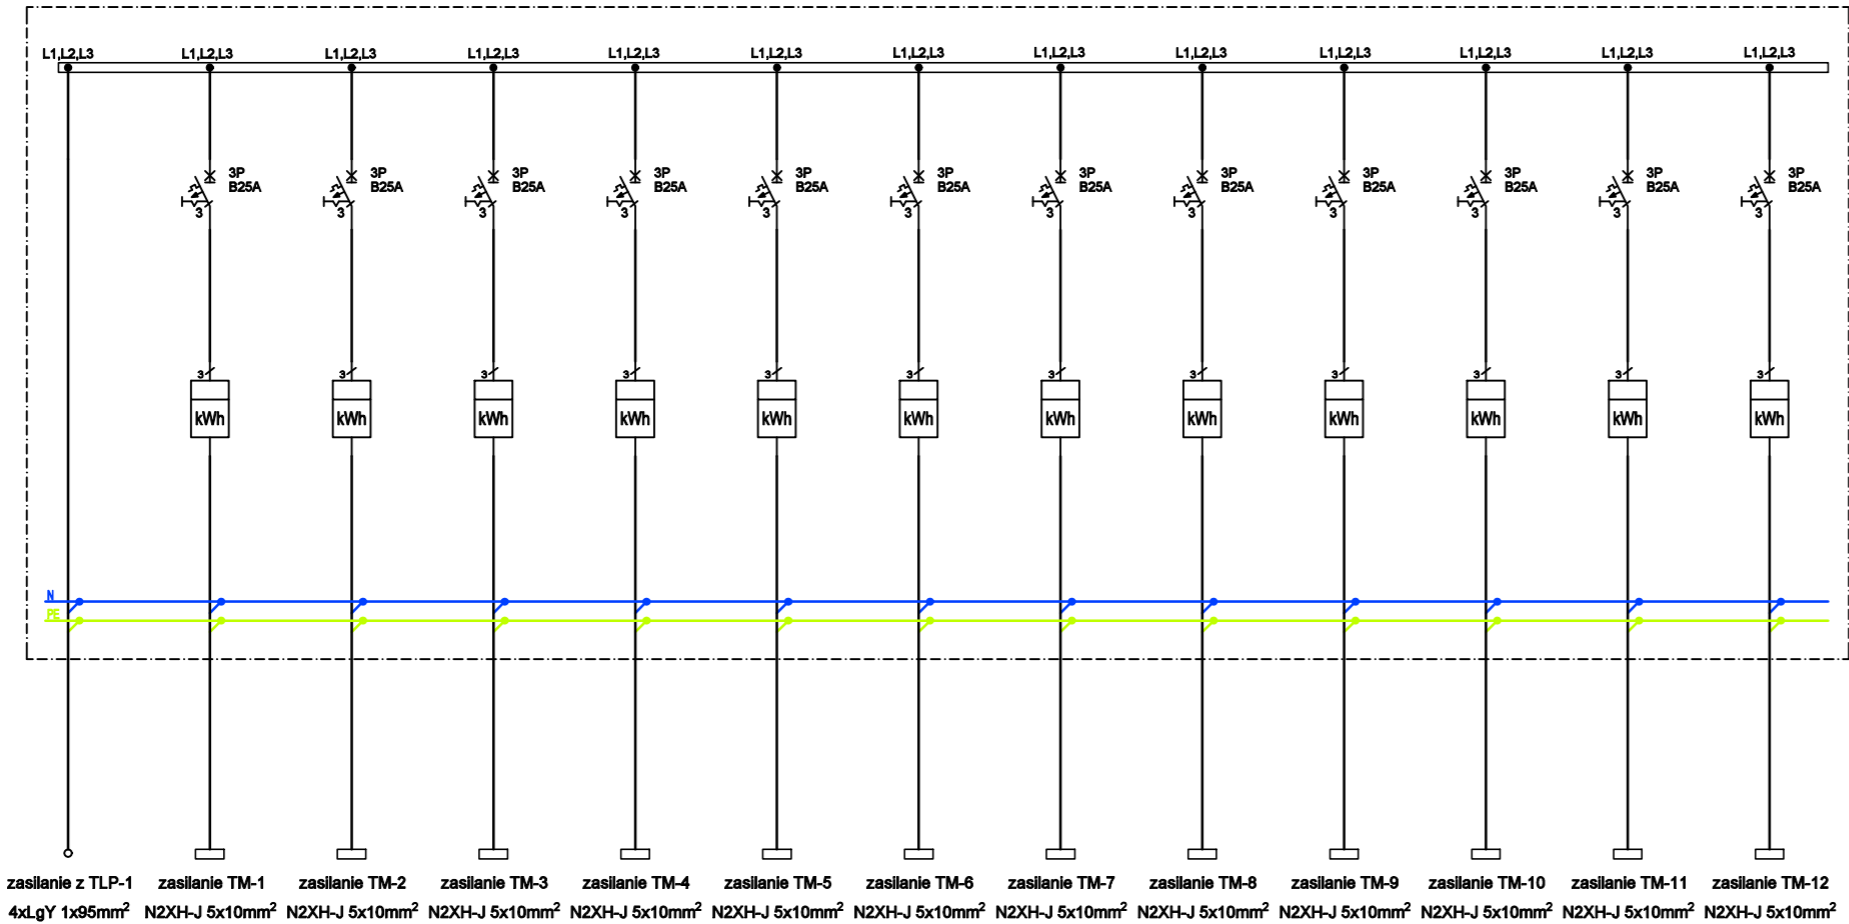 L1,L2,L3 L1,L2,L3 L1,L2,L3 L1,L2,L3 L1,L2,L3 L1,L2,L3 L1,L2,L3 L1,L2,L3 L1,L2,L3 L1,L2,L3 L1,L2,L3 L1,L2,L3 L1,L2,L3
3P 3P 3P 3P 3P 3P 3P 3P 3P 3P 3P 3P
B25A B25A B25A B25A B25A B25A B25A B25A B25A B25A B25A B25A
3 3 3 3 3 3 3 3 3 3 3 3
3 3 3 3 3 3 3 3 3 3 3 3
kWh kWh kWh kWh kWh kWh kWh kWh kWh kWh kWh kWh
N
PE
zasilanie z TLP-1 zasilanie TM-1 zasilanie TM-2 zasilanie TM-3 zasilanie TM-4 zasilanie TM-5 zasilanie TM-6 zasilanie TM-7 zasilanie TM-8 zasilanie TM-9 zasilanie TM-10 zasilanie TM-11 zasilanie TM-12
4xLgY 1x95mm² N2XH-J 5x10mm² N2XH-J 5x10mm² N2XH-J 5x10mm² N2XH-J 5x10mm² N2XH-J 5x10mm² N2XH-J 5x10mm² N2XH-J 5x10mm² N2XH-J 5x10mm² N2XH-J 5x10mm² N2XH-J 5x10mm² N2XH-J 5x10mm² N2XH-J 5x10mm²